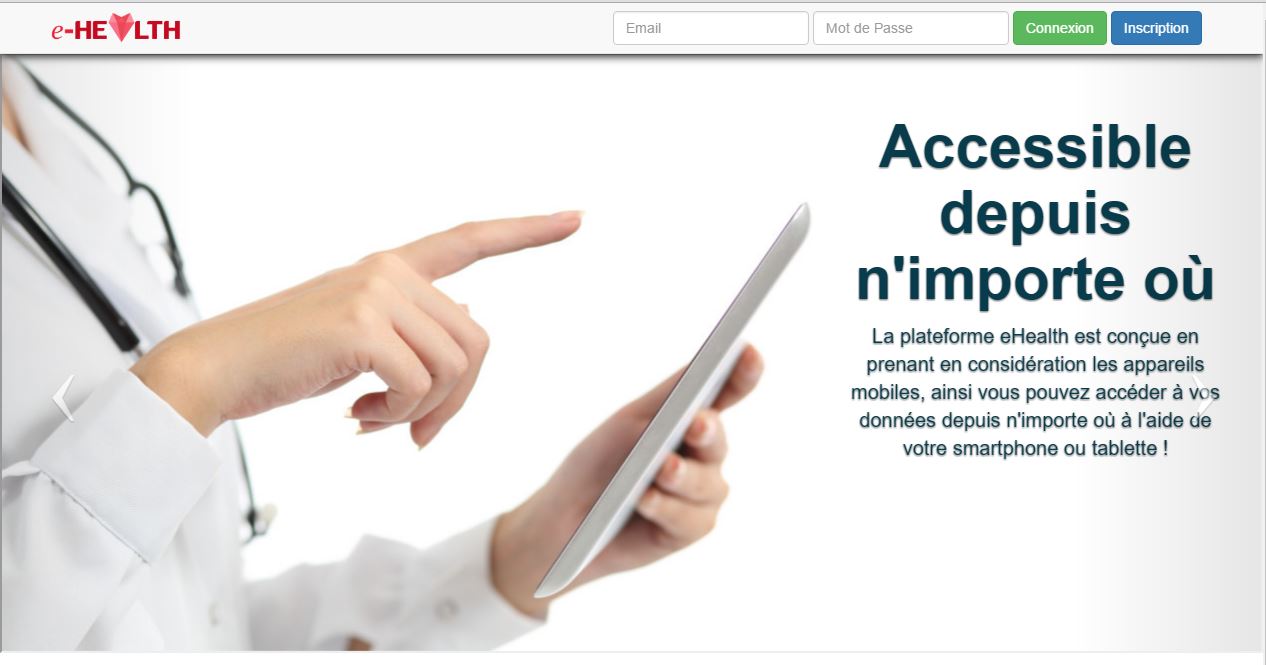 e-HEALTH
Email
Mot de Passe
Connexion
Inscription
Accessible
depuis
n'importe où
La plateforme eHealth est conçue en
prenant en considération les appareils
mobiles, ainsi vous pouvez accéder à vos
données depuis n'importe où à l'aide de
votre smartphone ou tablette !